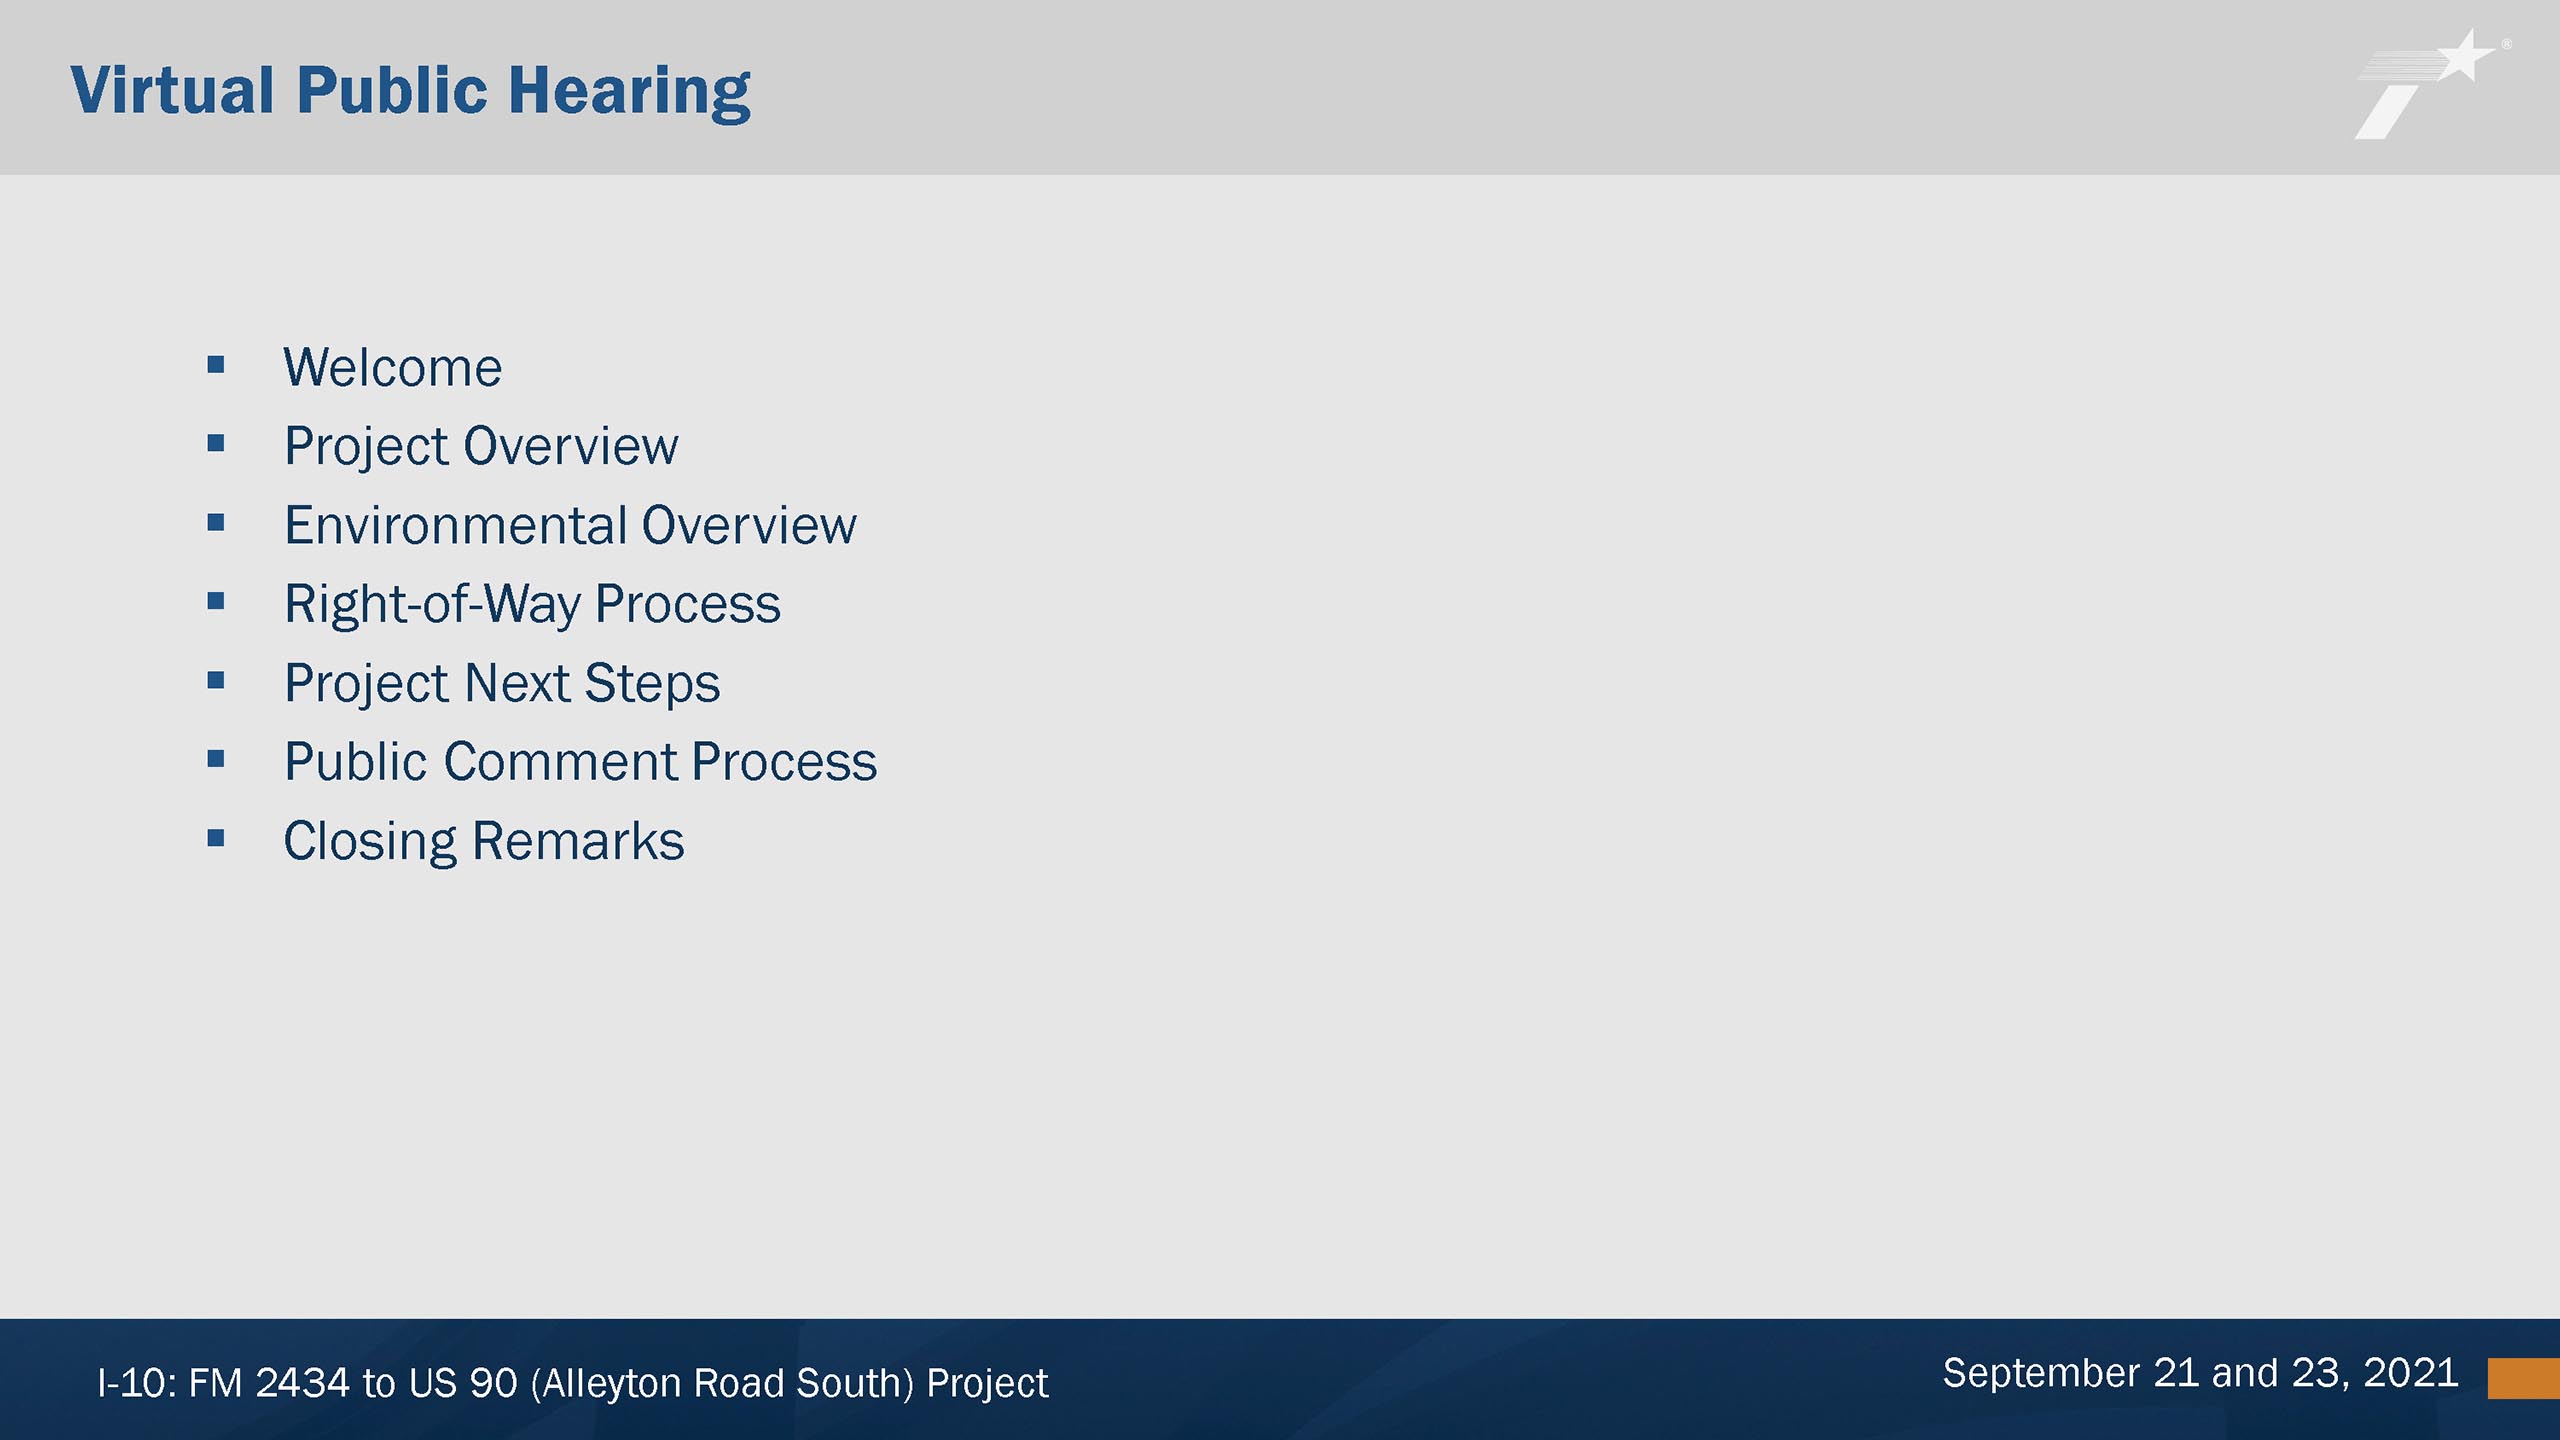 Virtual Public Hearing
®
▪ Welcome
▪ Project Overview
▪ Environmental Overview
▪ Right-of-Way Process
▪ Project Next Steps
▪ Public Comment Process
▪ Closing Remarks
I-10: FM 2434 to US 90 (Alleyton Road South) Project
September 21 and 23, 2021